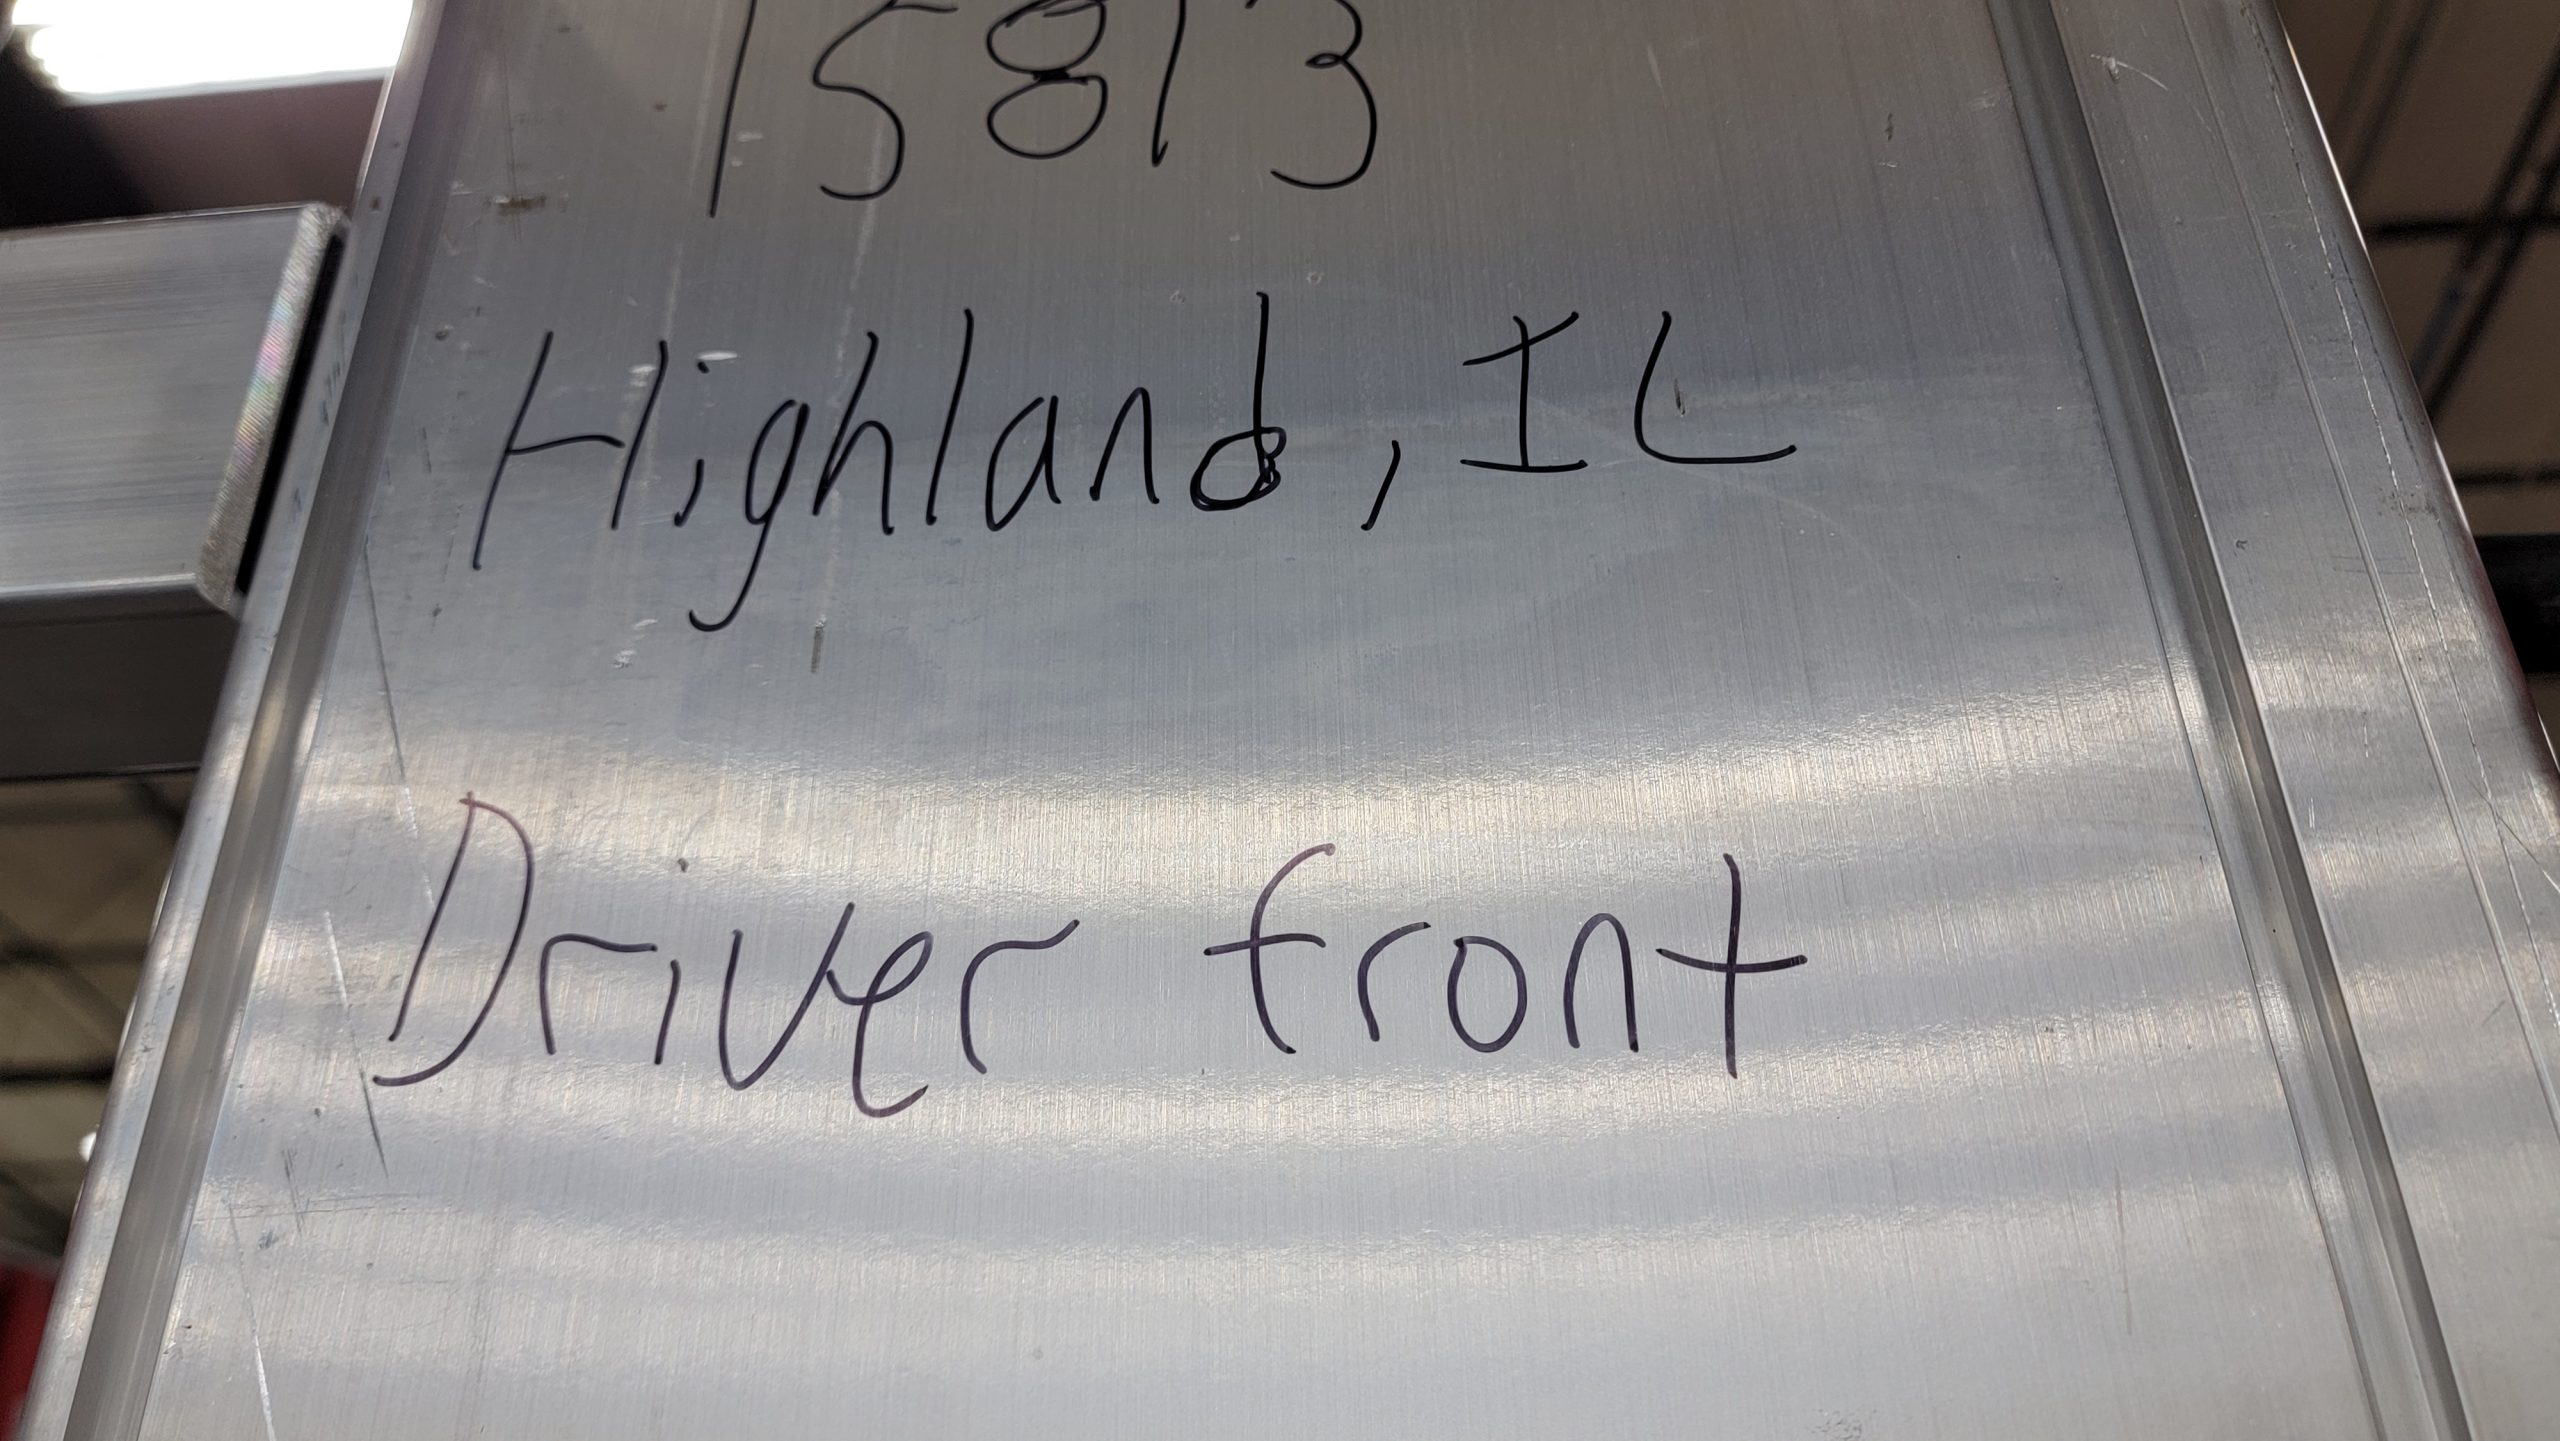 15813
Highland, IL
Driver front